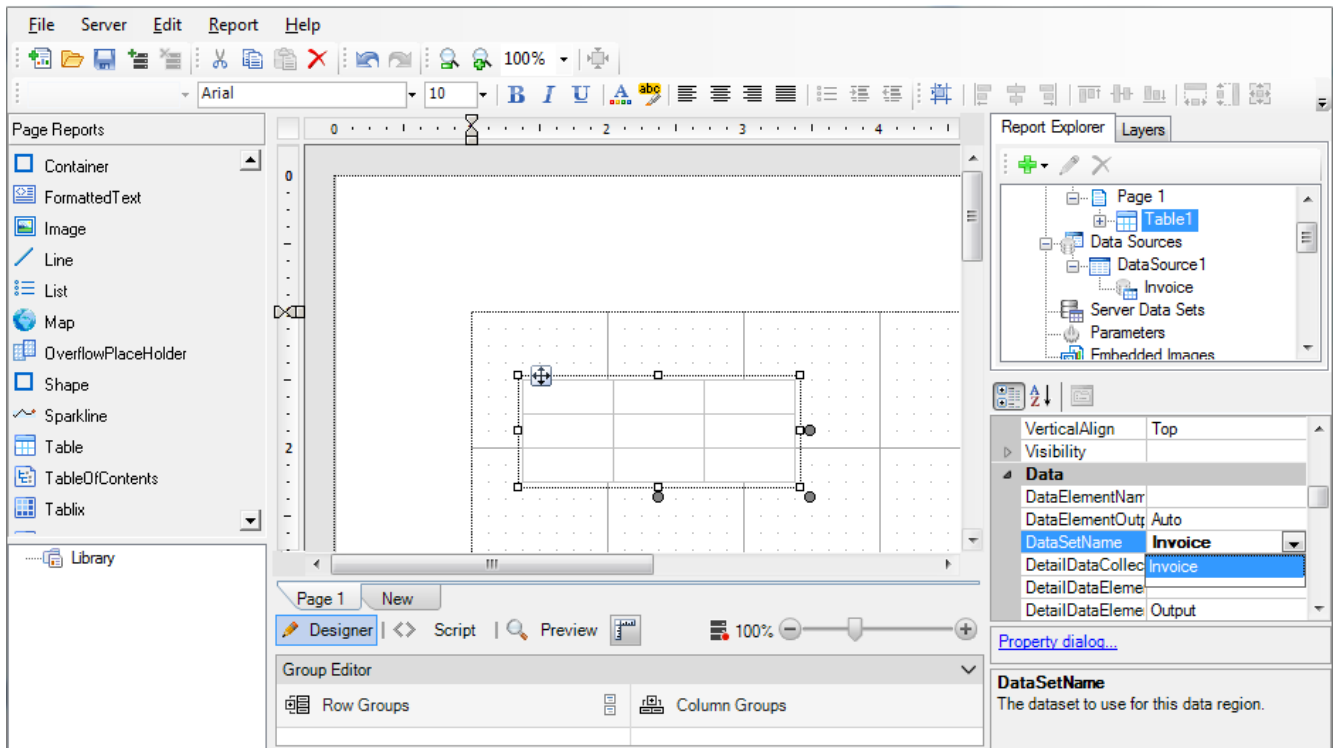 File Server Edit Report Help
100%
Arial 10 B I U A abc
Page Reports
Container
FormattedText
Image
Line
List
Map
OverflowPlaceHolder
Shape
Sparkline
Table
TableOfContents
Tablix
Library
0 1 2 3 4
0
2
Page 1 New
Designer Script Preview 100%
Group Editor
Row Groups Column Groups
Report Explorer Layers
Page 1
Table1
Data Sources
DataSource1
Invoice
Server Data Sets
Parameters
Embedded Images
A
Z
VerticalAlign Top
Visibility
Data
DataElementNam
DataElementOutp Auto
DataSetName Invoice
DetailDataCollec Invoice
DetailDataEleme
DetailDataEleme Output
Property dialog...
DataSetName
The dataset to use for this data region.